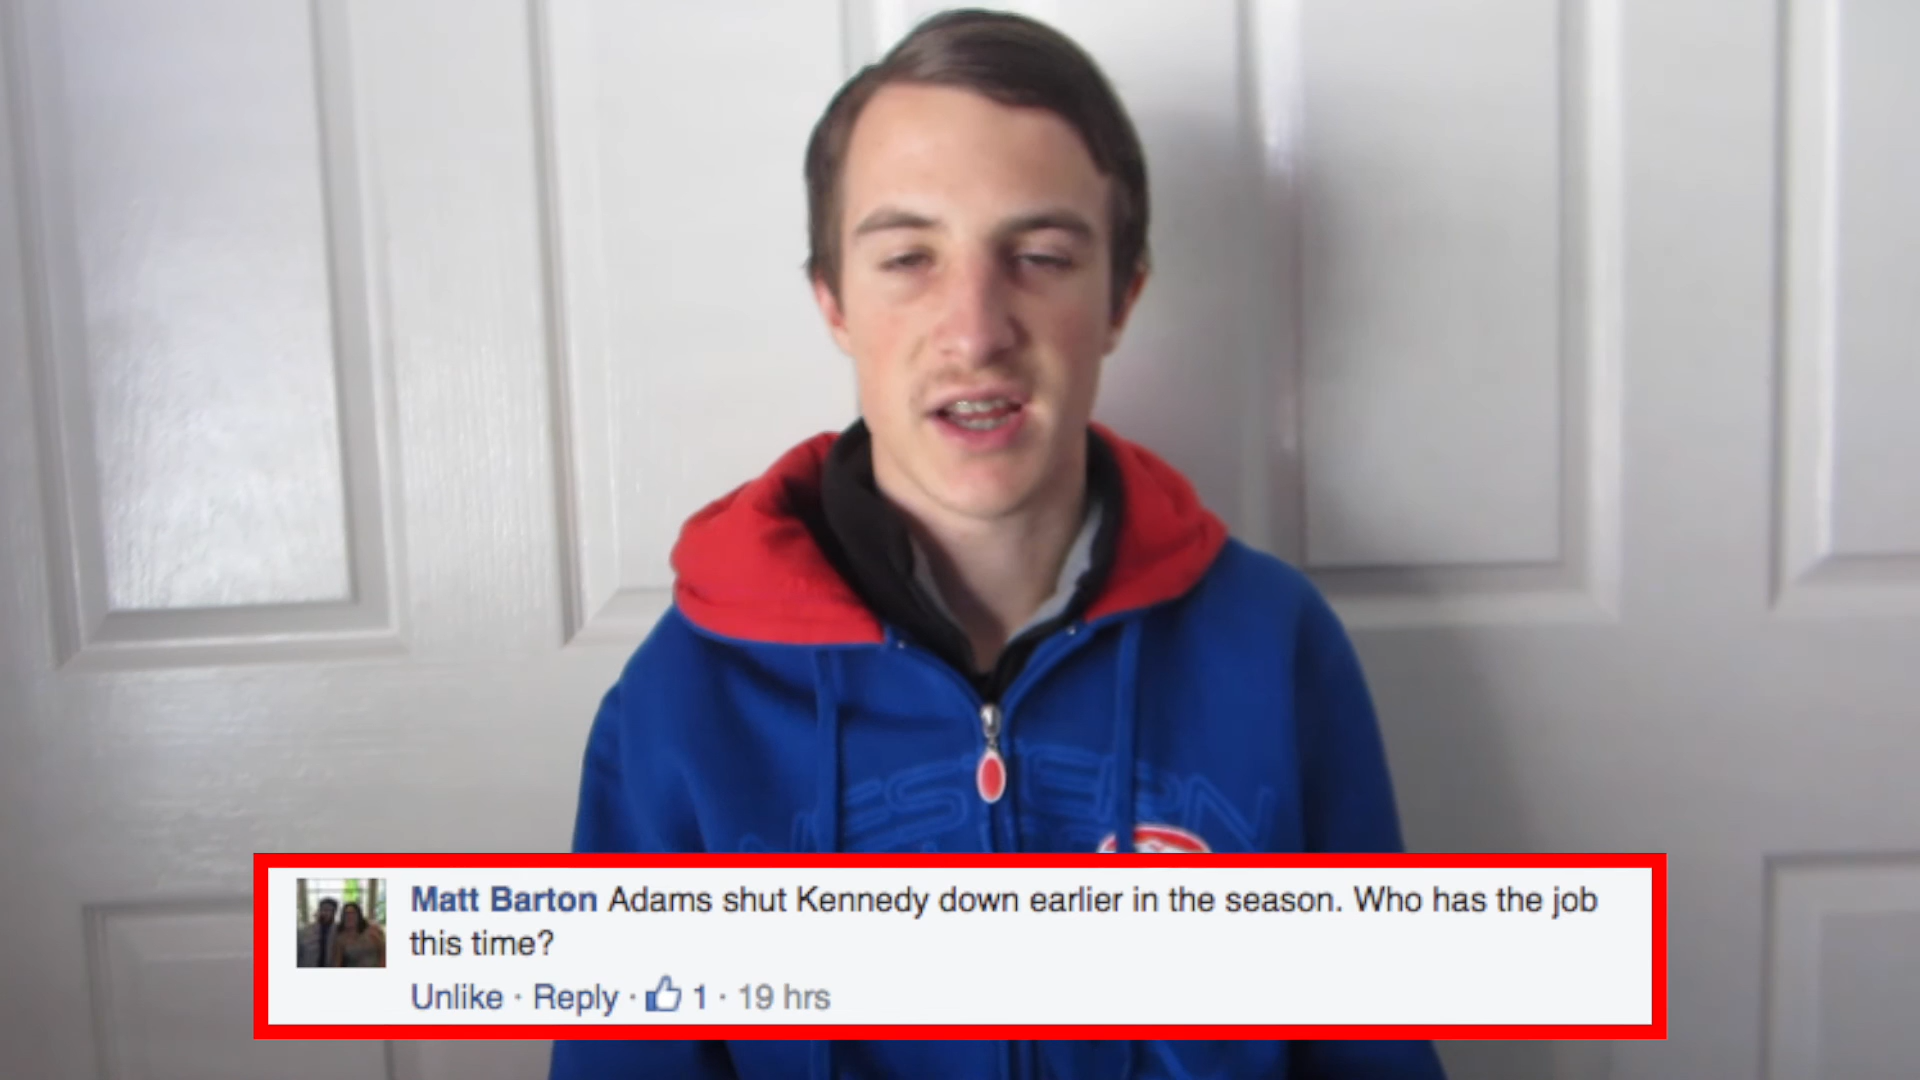 WESTERN
Matt Barton Adams shut Kennedy down earlier in the season. Who has the job
this time?
Unlike · Reply · 1 · 19 hrs